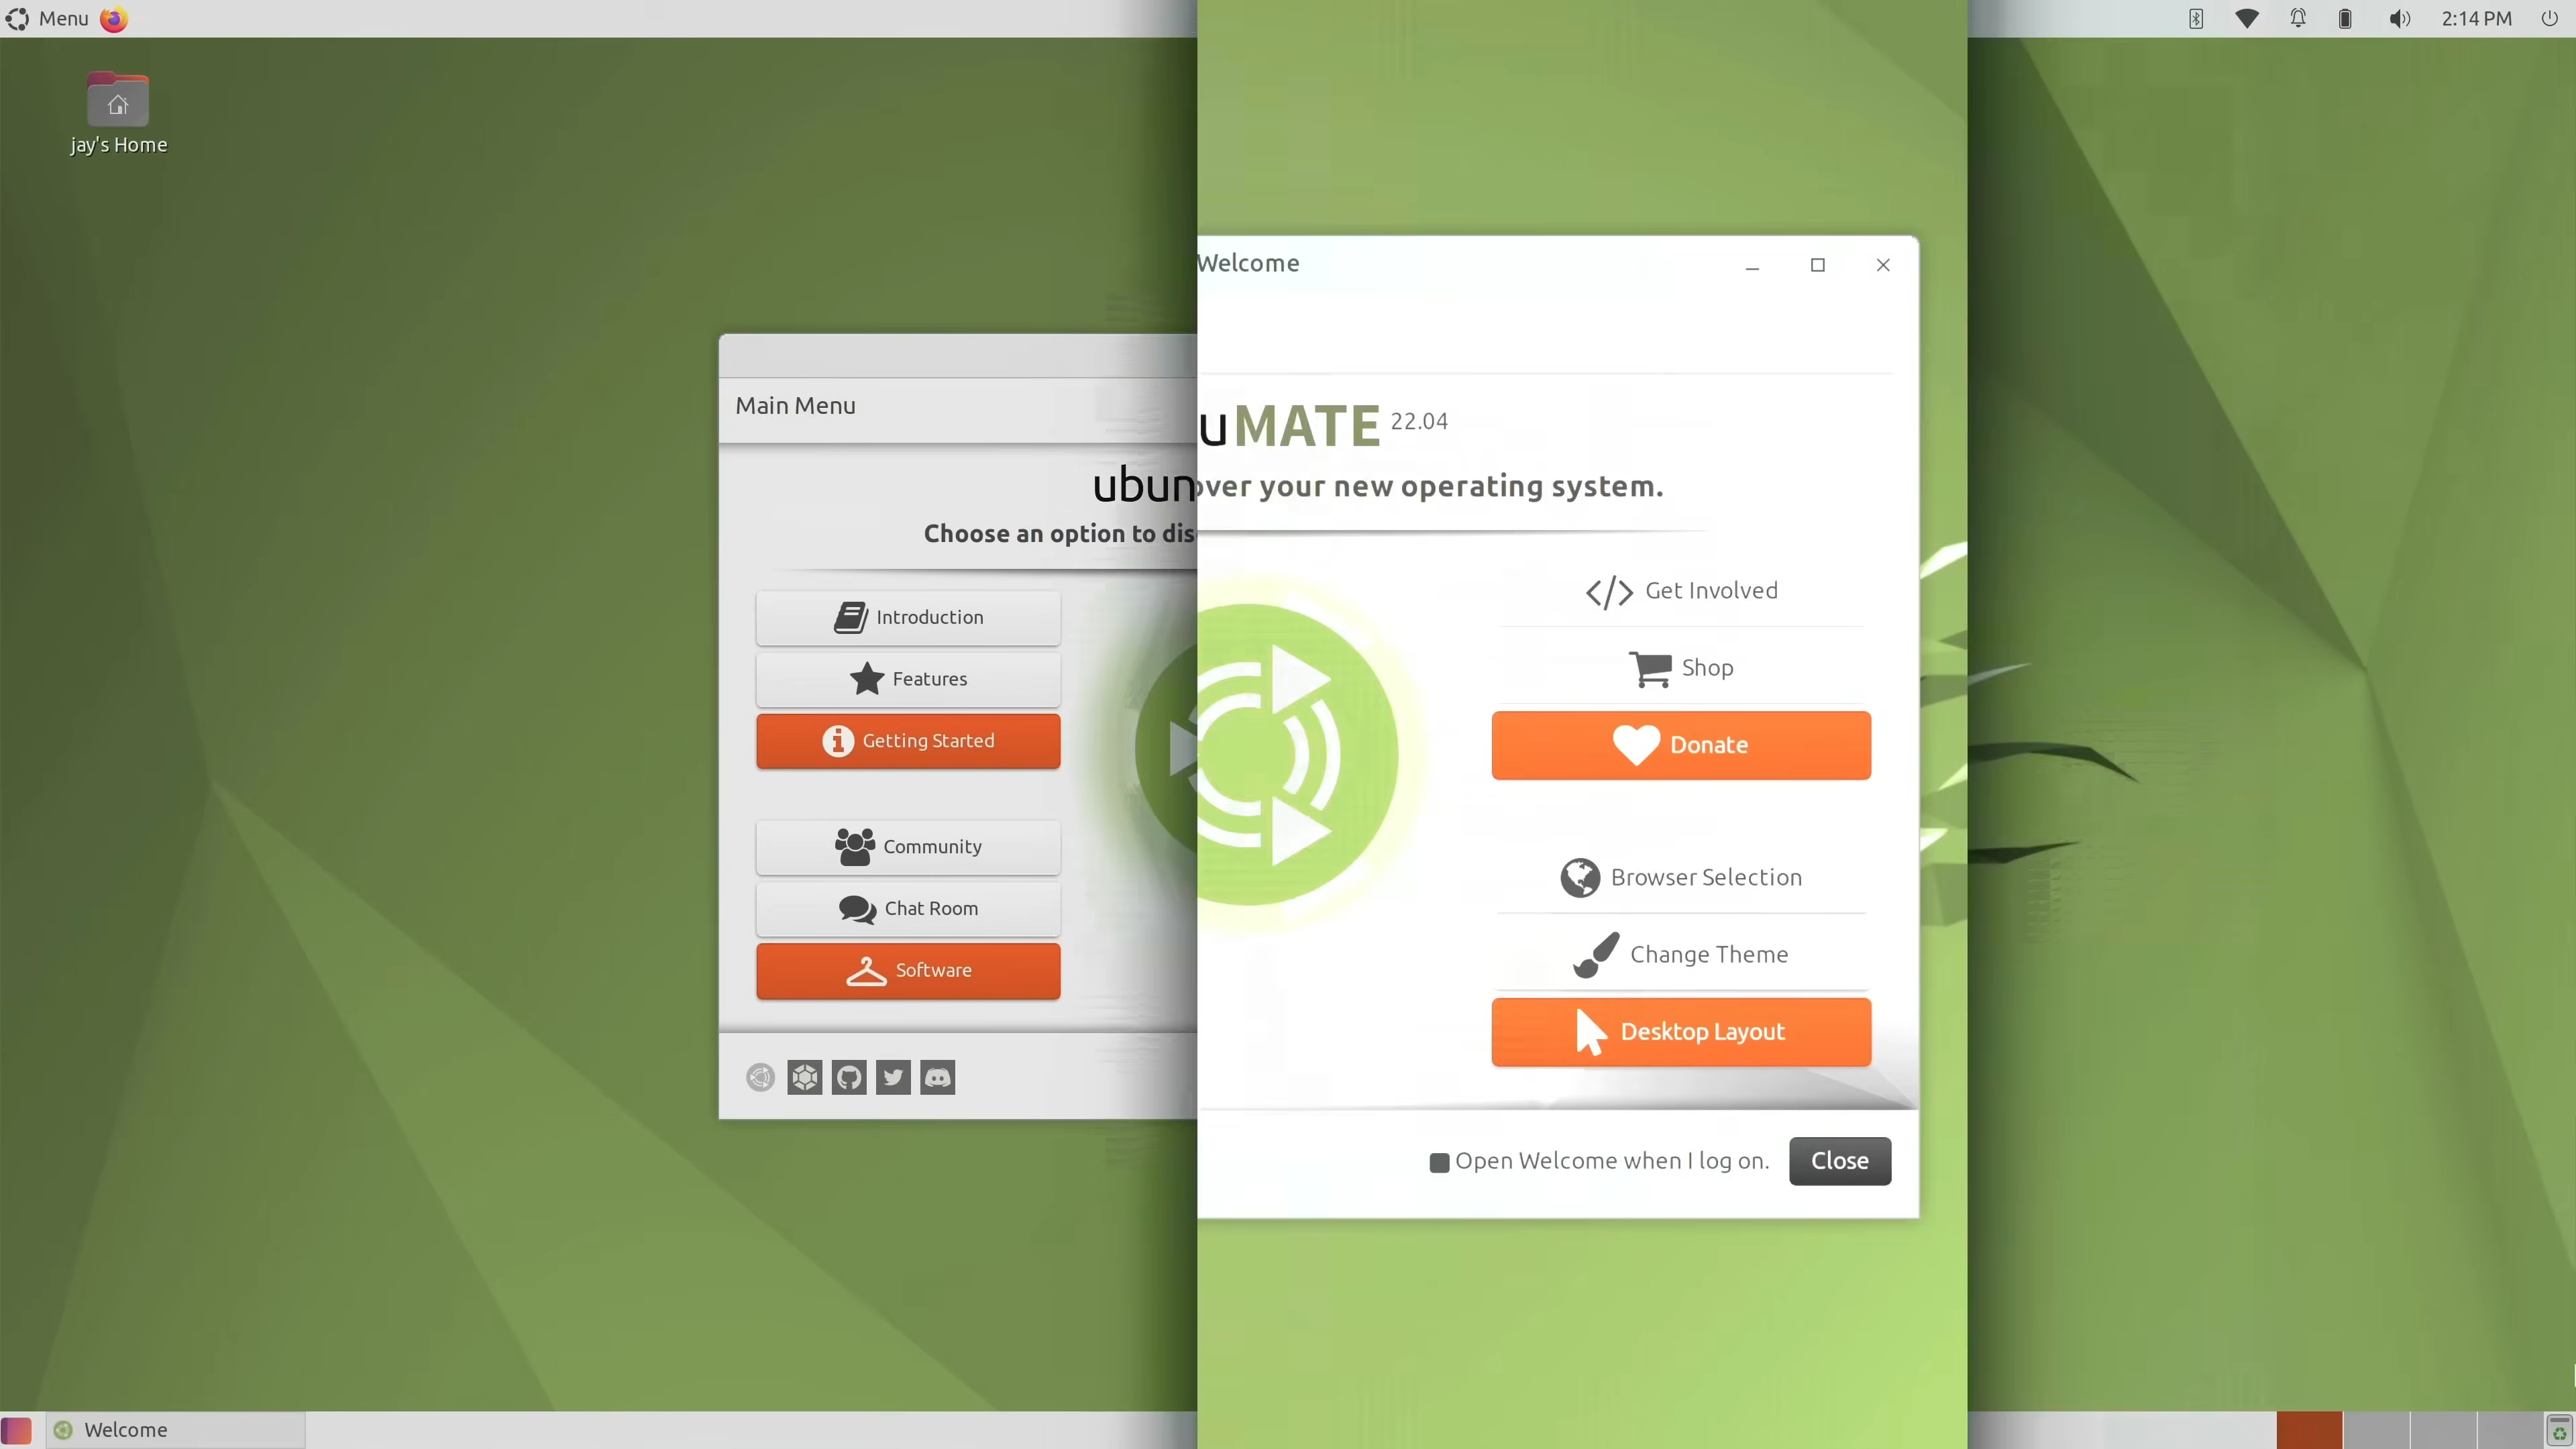 Menu
2:14 PM
jay's Home
Welcome
Main Menu
ubun
uMATE 22.04
Choose an option to dis
over your new operating system.
Introduction
Features
Getting Started
Community
Chat Room
Software
Get Involved
Shop
Donate
Browser Selection
Change Theme
Desktop Layout
Open Welcome when I log on.
Close
Welcome